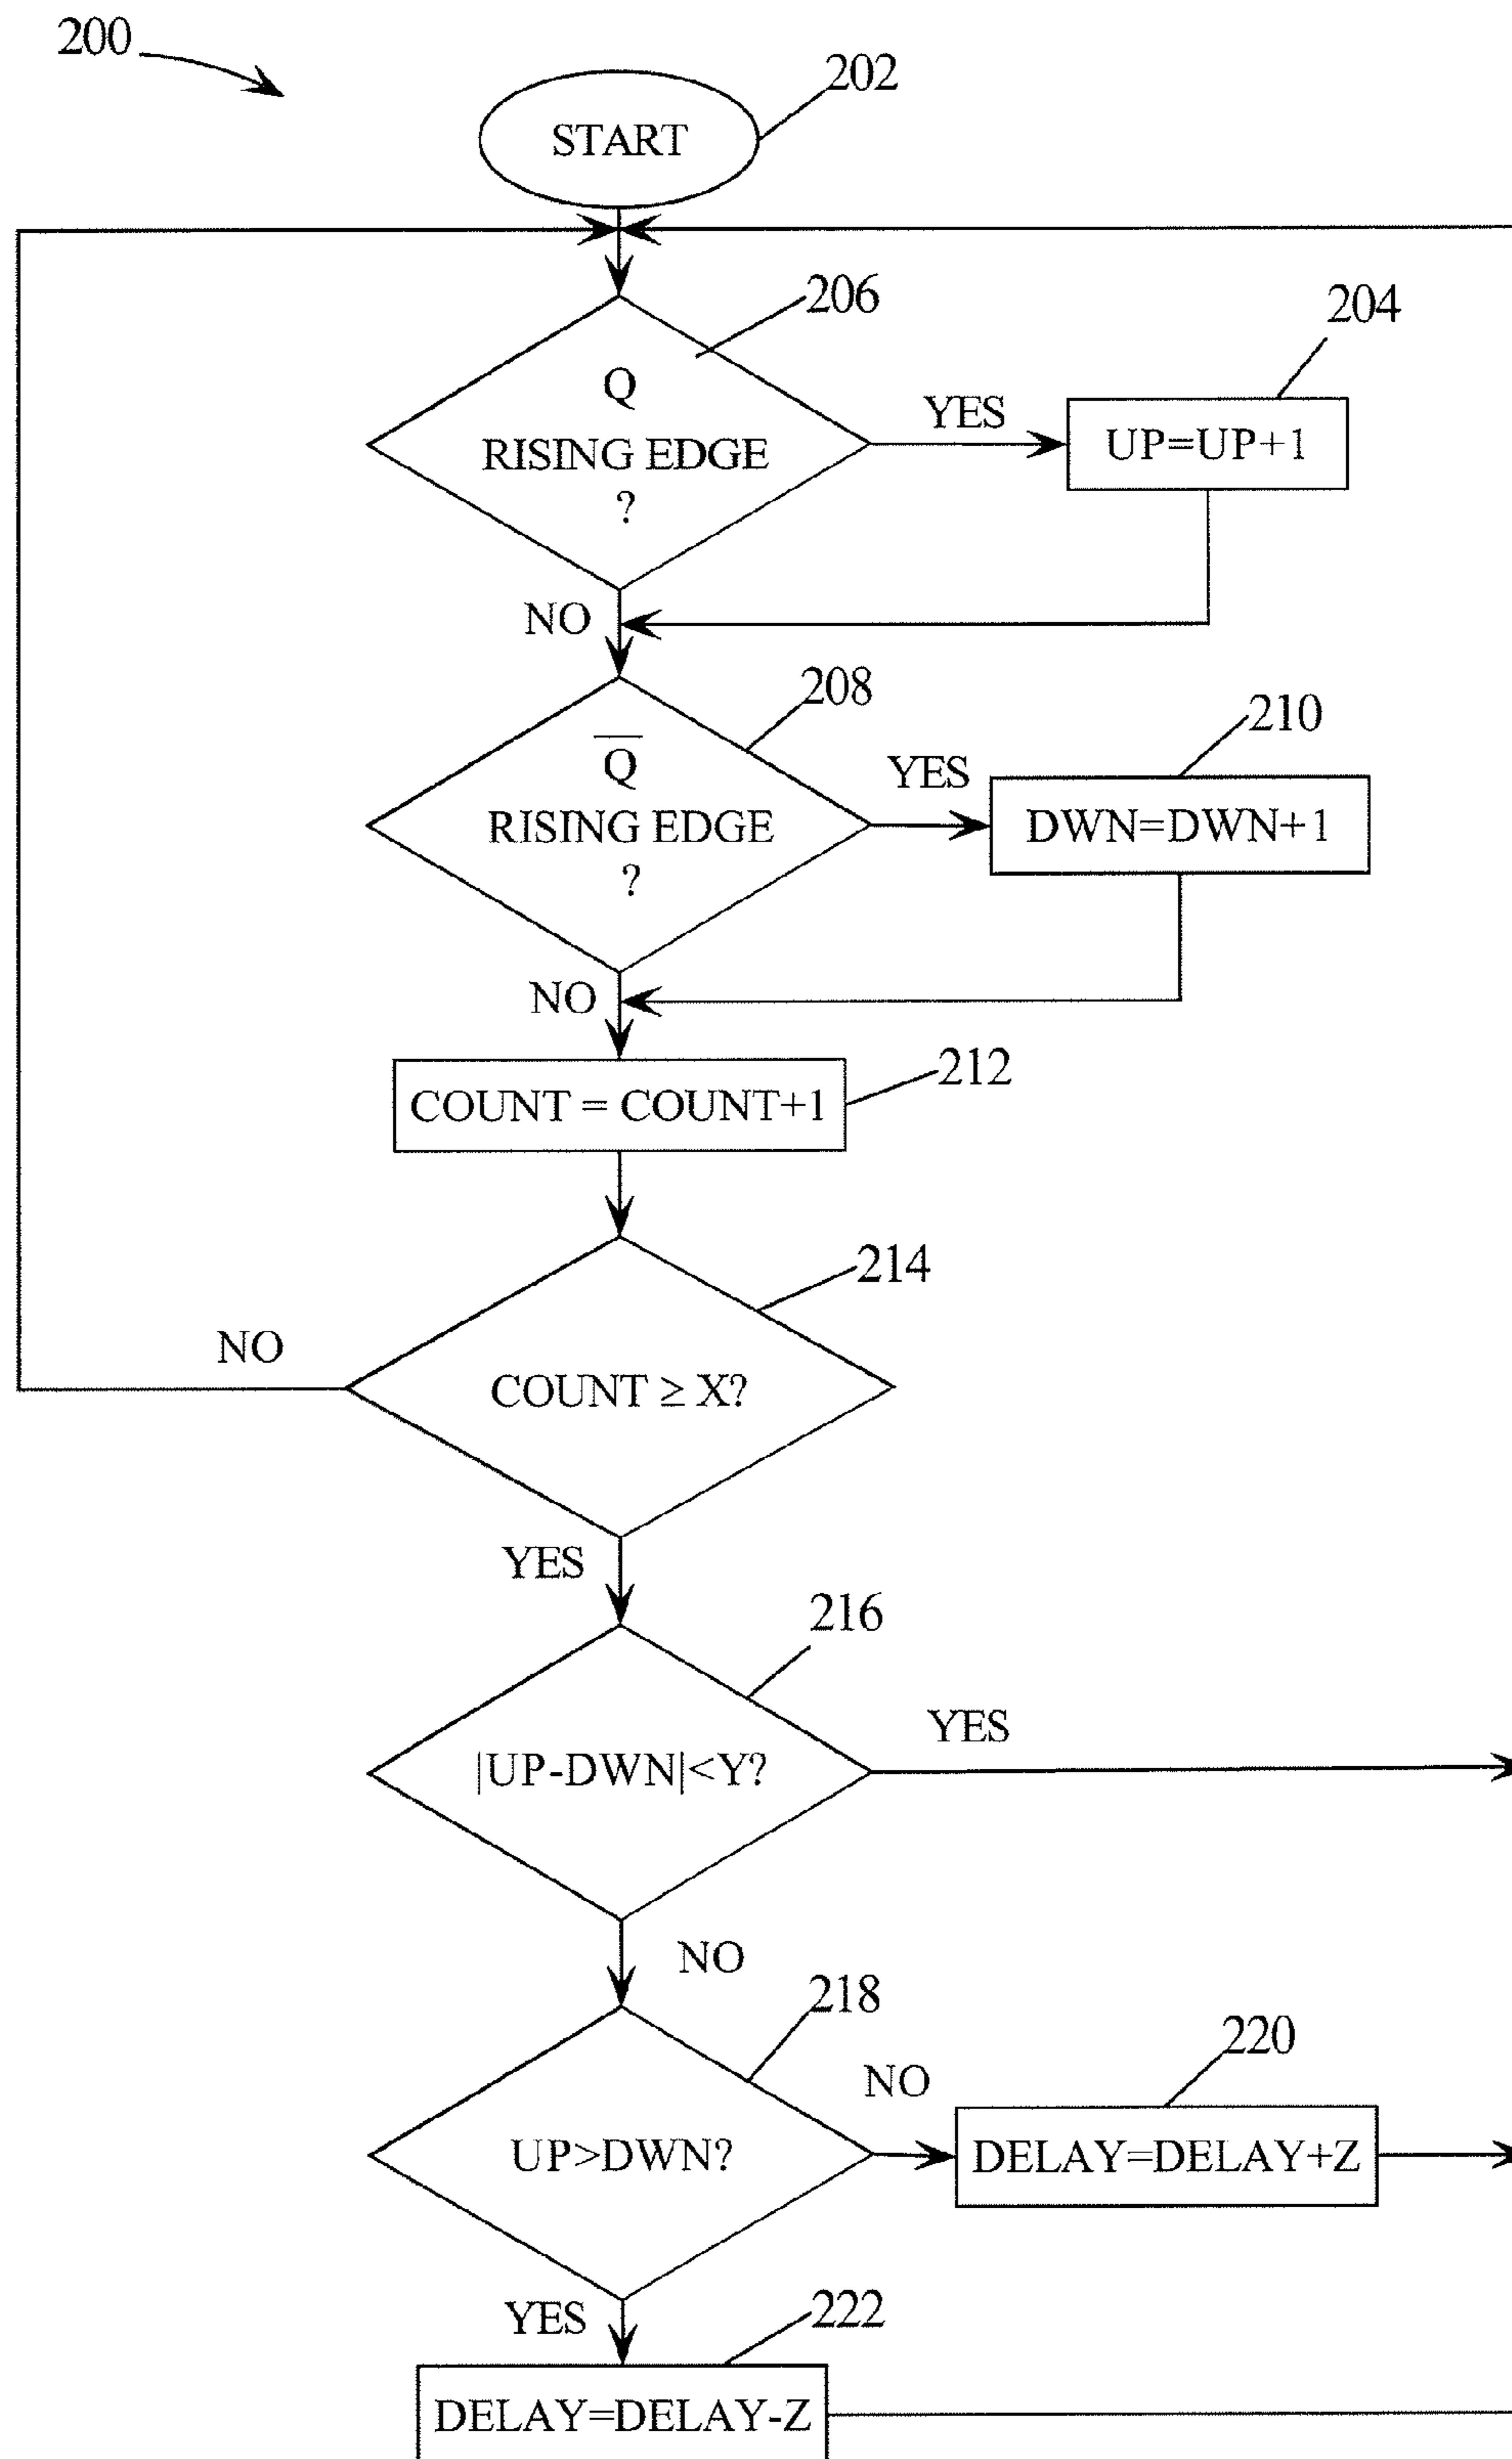 200
202
START
206
204
Q
RISING EDGE
?
YES
UP=UP+1
NO
208
210
Q̅
RISING EDGE
?
YES
DWN=DWN+1
NO
COUNT = COUNT+1
212
214
NO
COUNT ≥ X?
YES
216
|UP-DWN|<Y?
YES
NO
218
220
UP>DWN?
NO
DELAY=DELAY+Z
YES
222
DELAY=DELAY-Z